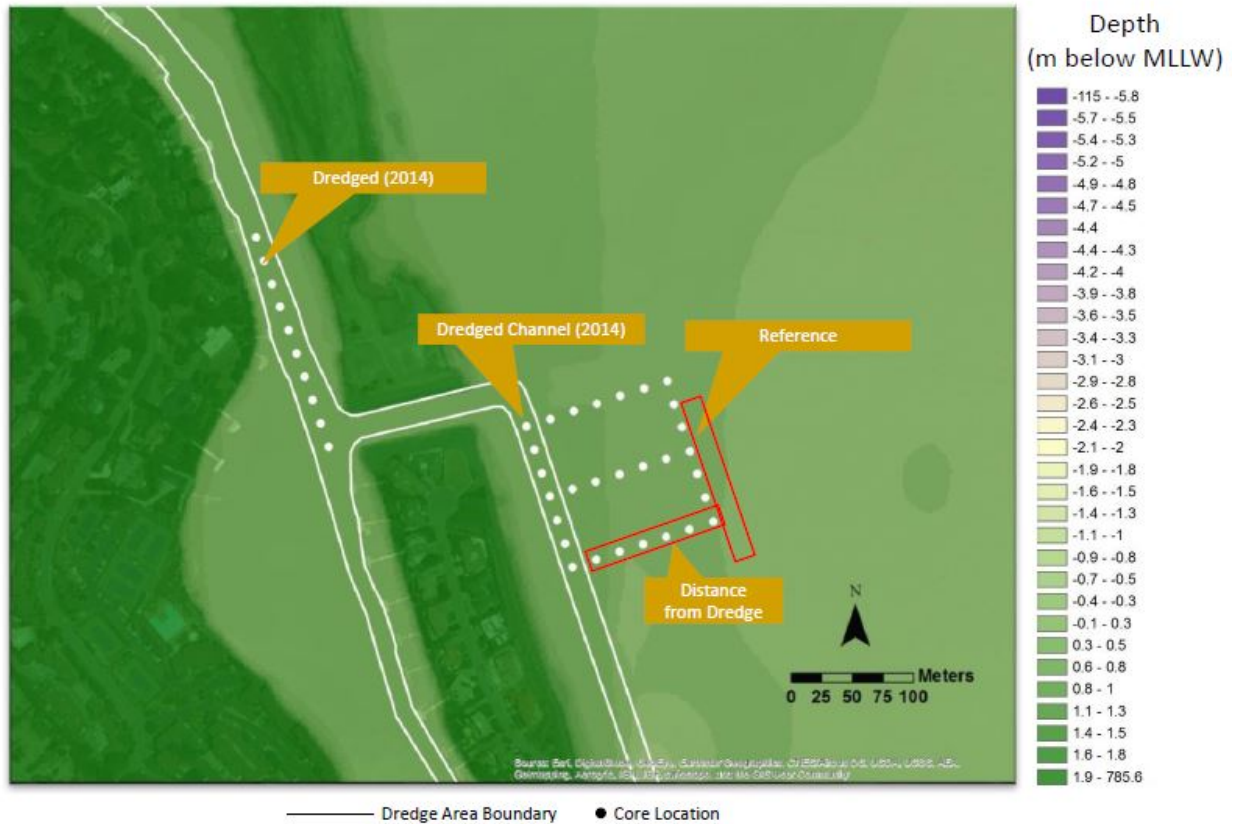 Depth
(m below MLLW)
-115 - -5.8
-5.7 - -5.5
-5.4 - -5.3
-5.2 - -5
-4.9 - -4.8
-4.7 - -4.5
-4.4
-4.4 - -4.3
-4.2 - -4
-3.9 - -3.8
-3.6 - -3.5
-3.4 - -3.3
-3.1 - -3
-2.9 - -2.8
-2.6 - -2.5
-2.4 - -2.3
-2.1 - -2
-1.9 - -1.8
-1.6 - -1.5
-1.4 - -1.3
-1.1 - -1
-0.9 - -0.8
-0.7 - -0.5
-0.4 - -0.3
-0.1 - 0.3
0.3 - 0.5
0.6 - 0.8
0.8 - 1
1.1 - 1.3
1.4 - 1.5
1.6 - 1.8
1.9 - 785.6
Dredged (2014)
Dredged Channel (2014)
Reference
Distance
from Dredge
N
Meters
0 25 50 75 100
User Community
Dredge Area Boundary
Core Location